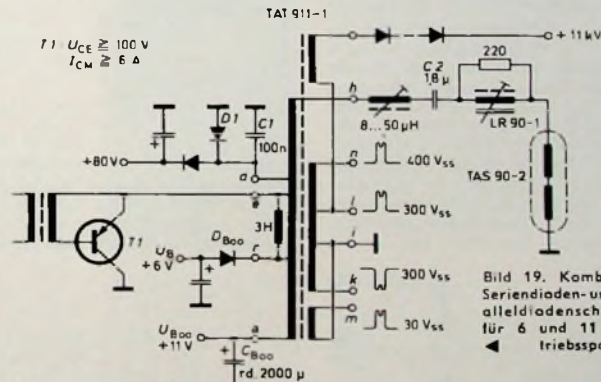 TAT 911-1
T1: U_CE ≧ 100 V
I_CM ≧ 6 A
+ 11 kV
220
C2
1,8 μ
h
8...50 μH
LR 90-1
D1
C1
100n
+80V
d
e
n
400 Vss
TAS 90-2
l
300 Vss
3H
T1
D_Boo
r
i
U_B
+6 V
k
300 Vss
m
30 Vss
U_Boo
+11 V
a
C_Boo
rd. 2000 μ
Bild 19. Komb
Seriendioden-u
alleldiodensch
für 6 und 11
◄ triebsspa